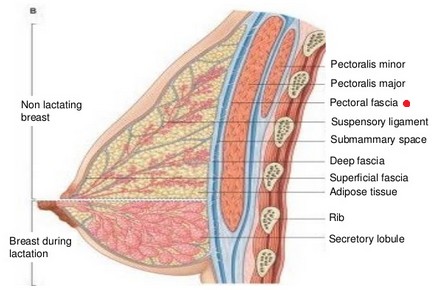 B
Non lactating
breast
Breast during
lactation
Pectoralis minor
Pectoralis major
Pectoral fascia
Suspensory ligament
Submammary space
Deep fascia
Superficial fascia
Adipose tissue
Rib
Secretory lobule